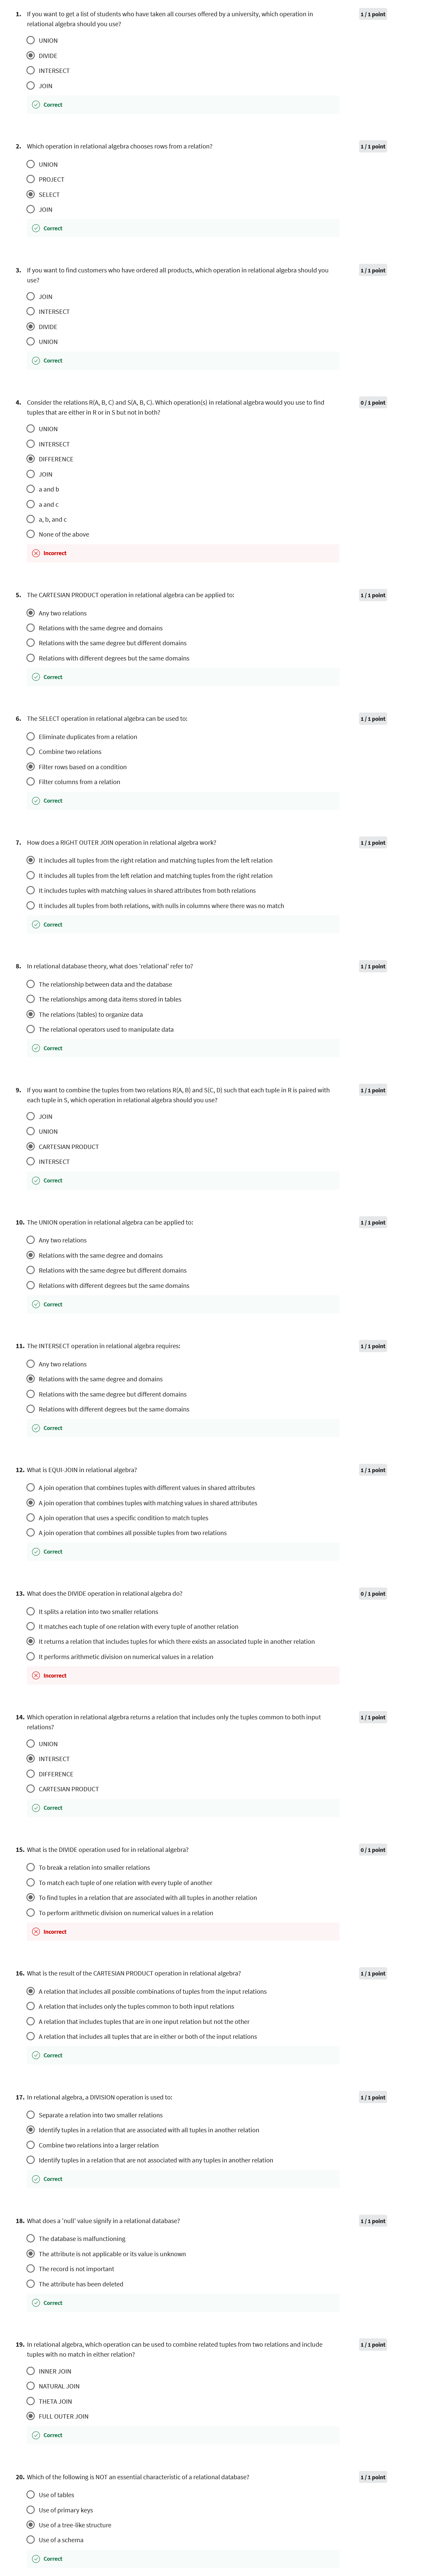 1. If you want to get a list of students who have taken all courses offered by a university, which operation in
relational algebra should you use?
1 / 1 point
UNION
DIVIDE
INTERSECT
JOIN
Correct
2. Which operation in relational algebra chooses rows from a relation?
1 / 1 point
UNION
PROJECT
SELECT
JOIN
Correct
3. If you want to find customers who have ordered all products, which operation in relational algebra should you
use?
1 / 1 point
JOIN
INTERSECT
DIVIDE
UNION
Correct
4. Consider the relations R(A, B, C) and S(A, B, C). Which operation(s) in relational algebra would you use to find
tuples that are either in R or in S but not in both?
0 / 1 point
UNION
INTERSECT
DIFFERENCE
JOIN
a and b
a and c
a, b, and c
None of the above
Incorrect
5. The CARTESIAN PRODUCT operation in relational algebra can be applied to:
1 / 1 point
Any two relations
Relations with the same degree and domains
Relations with the same degree but different domains
Relations with different degrees but the same domains
Correct
6. The SELECT operation in relational algebra can be used to:
1 / 1 point
Eliminate duplicates from a relation
Combine two relations
Filter rows based on a condition
Filter columns from a relation
Correct
7. How does a RIGHT OUTER JOIN operation in relational algebra work?
1 / 1 point
It includes all tuples from the right relation and matching tuples from the left relation
It includes all tuples from the left relation and matching tuples from the right relation
It includes tuples with matching values in shared attributes from both relations
It includes all tuples from both relations, with nulls in columns where there was no match
Correct
8. In relational database theory, what does 'relational' refer to?
1 / 1 point
The relationship between data and the database
The relationships among data items stored in tables
The relations (tables) to organize data
The relational operators used to manipulate data
Correct
9. If you want to combine the tuples from two relations R(A, B) and S(C, D) such that each tuple in R is paired with
each tuple in S, which operation in relational algebra should you use?
1 / 1 point
JOIN
UNION
CARTESIAN PRODUCT
INTERSECT
Correct
10. The UNION operation in relational algebra can be applied to:
1 / 1 point
Any two relations
Relations with the same degree and domains
Relations with the same degree but different domains
Relations with different degrees but the same domains
Correct
11. The INTERSECT operation in relational algebra requires:
1 / 1 point
Any two relations
Relations with the same degree and domains
Relations with the same degree but different domains
Relations with different degrees but the same domains
Correct
12. What is EQUI-JOIN in relational algebra?
1 / 1 point
A join operation that combines tuples with different values in shared attributes
A join operation that combines tuples with matching values in shared attributes
A join operation that uses a specific condition to match tuples
A join operation that combines all possible tuples from two relations
Correct
13. What does the DIVIDE operation in relational algebra do?
0 / 1 point
It splits a relation into two smaller relations
It matches each tuple of one relation with every tuple of another relation
It returns a relation that includes tuples for which there exists an associated tuple in another relation
It performs arithmetic division on numerical values in a relation
Incorrect
14. Which operation in relational algebra returns a relation that includes only the tuples common to both input
relations?
1 / 1 point
UNION
INTERSECT
DIFFERENCE
CARTESIAN PRODUCT
Correct
15. What is the DIVIDE operation used for in relational algebra?
0 / 1 point
To break a relation into smaller relations
To match each tuple of one relation with every tuple of another
To find tuples in a relation that are associated with all tuples in another relation
To perform arithmetic division on numerical values in a relation
Incorrect
16. What is the result of the CARTESIAN PRODUCT operation in relational algebra?
1 / 1 point
A relation that includes all possible combinations of tuples from the input relations
A relation that includes only the tuples common to both input relations
A relation that includes tuples that are in one input relation but not the other
A relation that includes all tuples that are in either or both of the input relations
Correct
17. In relational algebra, a DIVISION operation is used to:
1 / 1 point
Separate a relation into two smaller relations
Identify tuples in a relation that are associated with all tuples in another relation
Combine two relations into a larger relation
Identify tuples in a relation that are not associated with any tuples in another relation
Correct
18. What does a 'null' value signify in a relational database?
1 / 1 point
The database is malfunctioning
The attribute is not applicable or its value is unknown
The record is not important
The attribute has been deleted
Correct
19. In relational algebra, which operation can be used to combine related tuples from two relations and include
tuples with no match in either relation?
1 / 1 point
INNER JOIN
NATURAL JOIN
THETA JOIN
FULL OUTER JOIN
Correct
20. Which of the following is NOT an essential characteristic of a relational database?
1 / 1 point
Use of tables
Use of primary keys
Use of a tree-like structure
Use of a schema
Correct